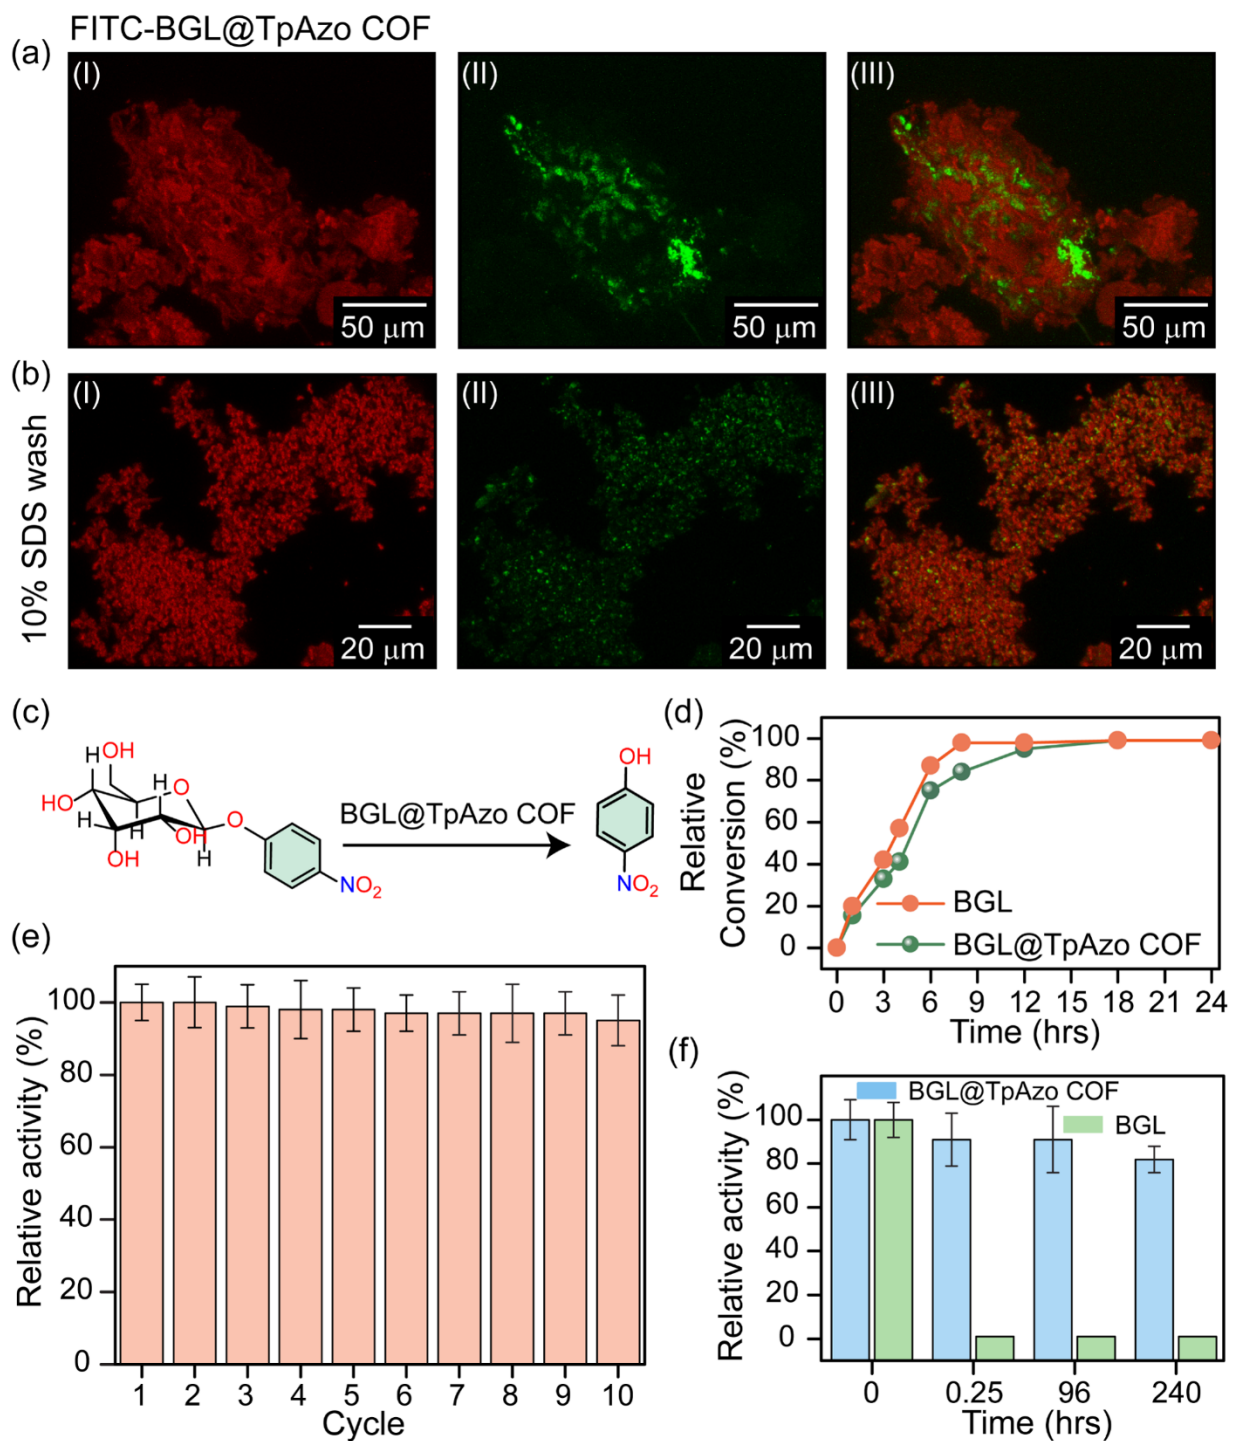 FITC-BGL@TpAzo COF
(a)
(I)
(II)
(III)
50 μm
50 μm
50 μm
(b)
10% SDS wash
(I)
(II)
(III)
20 μm
20 μm
20 μm
(c)
H
OH
H
O
HO
H
H
O
OH
OH
H
NO2
BGL@TpAzo COF
OH
NO2
(d)
Relative
Conversion (%)
100
80
60
40
20
0
BGL
BGL@TpAzo COF
0 3 6 9 12 15 18 21 24
Time (hrs)
(e)
Relative activity (%)
100
80
60
40
20
0
1 2 3 4 5 6 7 8 9 10
Cycle
(f)
Relative activity (%)
BGL@TpAzo COF
BGL
100
80
60
40
20
0
0 0.25 96 240
Time (hrs)